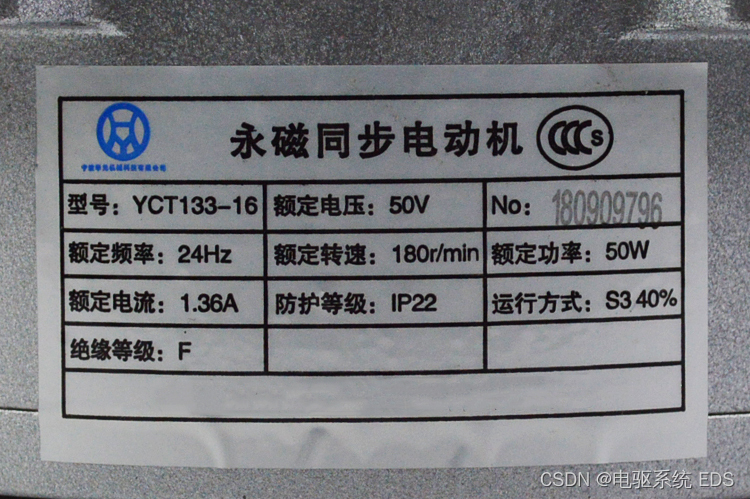 永磁同步电动机
CCC S
型号：YCT133-16 额定电压：50V No: 180909796
额定频率：24Hz 额定转速：180r/min 额定功率：50W
额定电流：1.36A 防护等级：IP22 运行方式：S3 40%
绝缘等级：F
CSDN @电驱系统 EDS